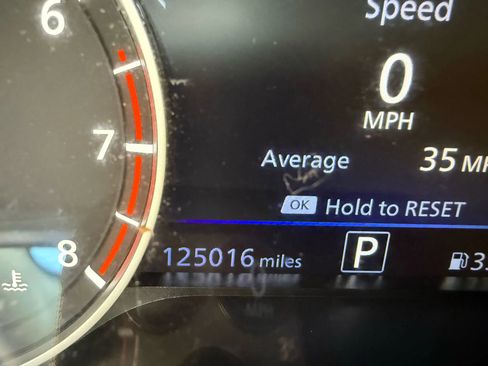 6
Speed
0
MPH
7
Average 35
OK Hold to RESET
8
125016 miles P